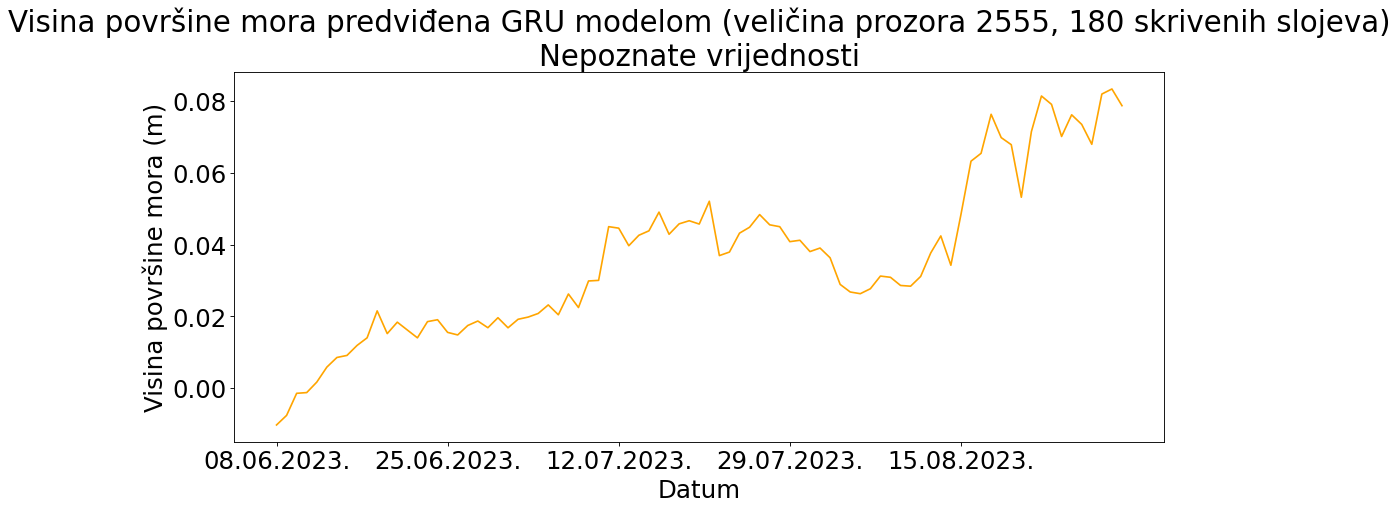 Visina površine mora predviđena GRU modelom (veličina prozora 2555, 180 skrivenih slojeva)
Nepoznate vrijednosti
Visina površine mora (m)
0.08
0.06
0.04
0.02
0.00
08.06.2023. 25.06.2023. 12.07.2023. 29.07.2023. 15.08.2023.
Datum